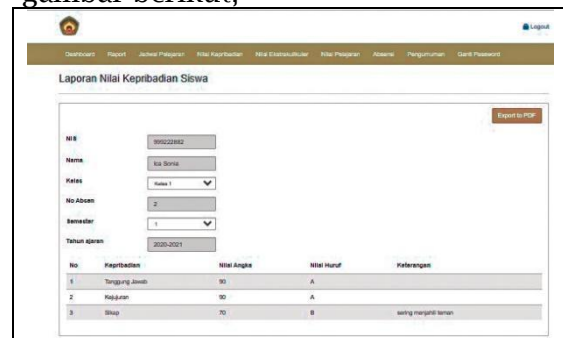 gambar berikut,
Logout
Dashboard Raport Jadwal Pelajaran Nilai Kepribadian Nilai Ekstrakulikuler Nilai Pelajaran Absensi Pengumuman Ganti Password
Laporan Nilai Kepribadian Siswa
Export to PDF
NIS 999222882
Nama Ica Sonia
Kelas Kelas 1
No Absen 2
Semester 1
Tahun ajaran 2020-2021
No Kepribadian Nilai Angka Nilai Huruf Keterangan
1 Tanggung Jawab 90 A
2 Kejujuran 90 A
3 Sikap 70 B sering menjahili teman